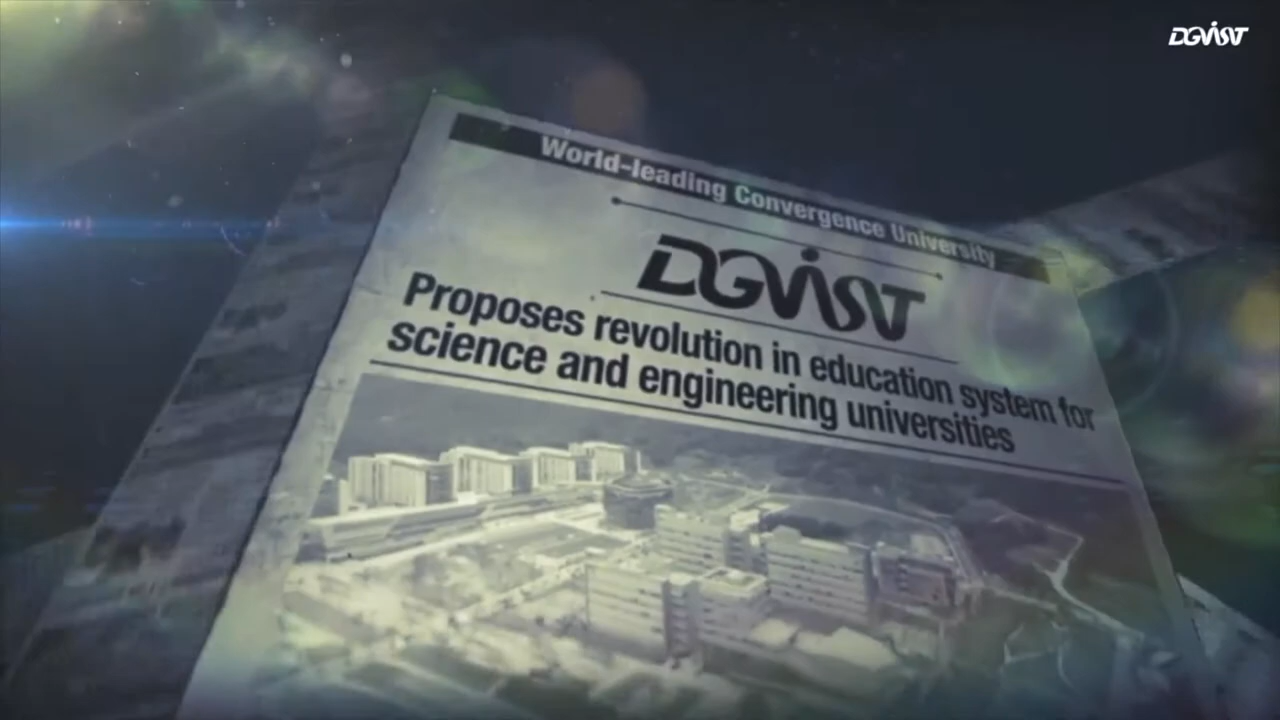 DGIST
World-leading Convergence University
DGIST
Proposes revolution in education system for
science and engineering universities